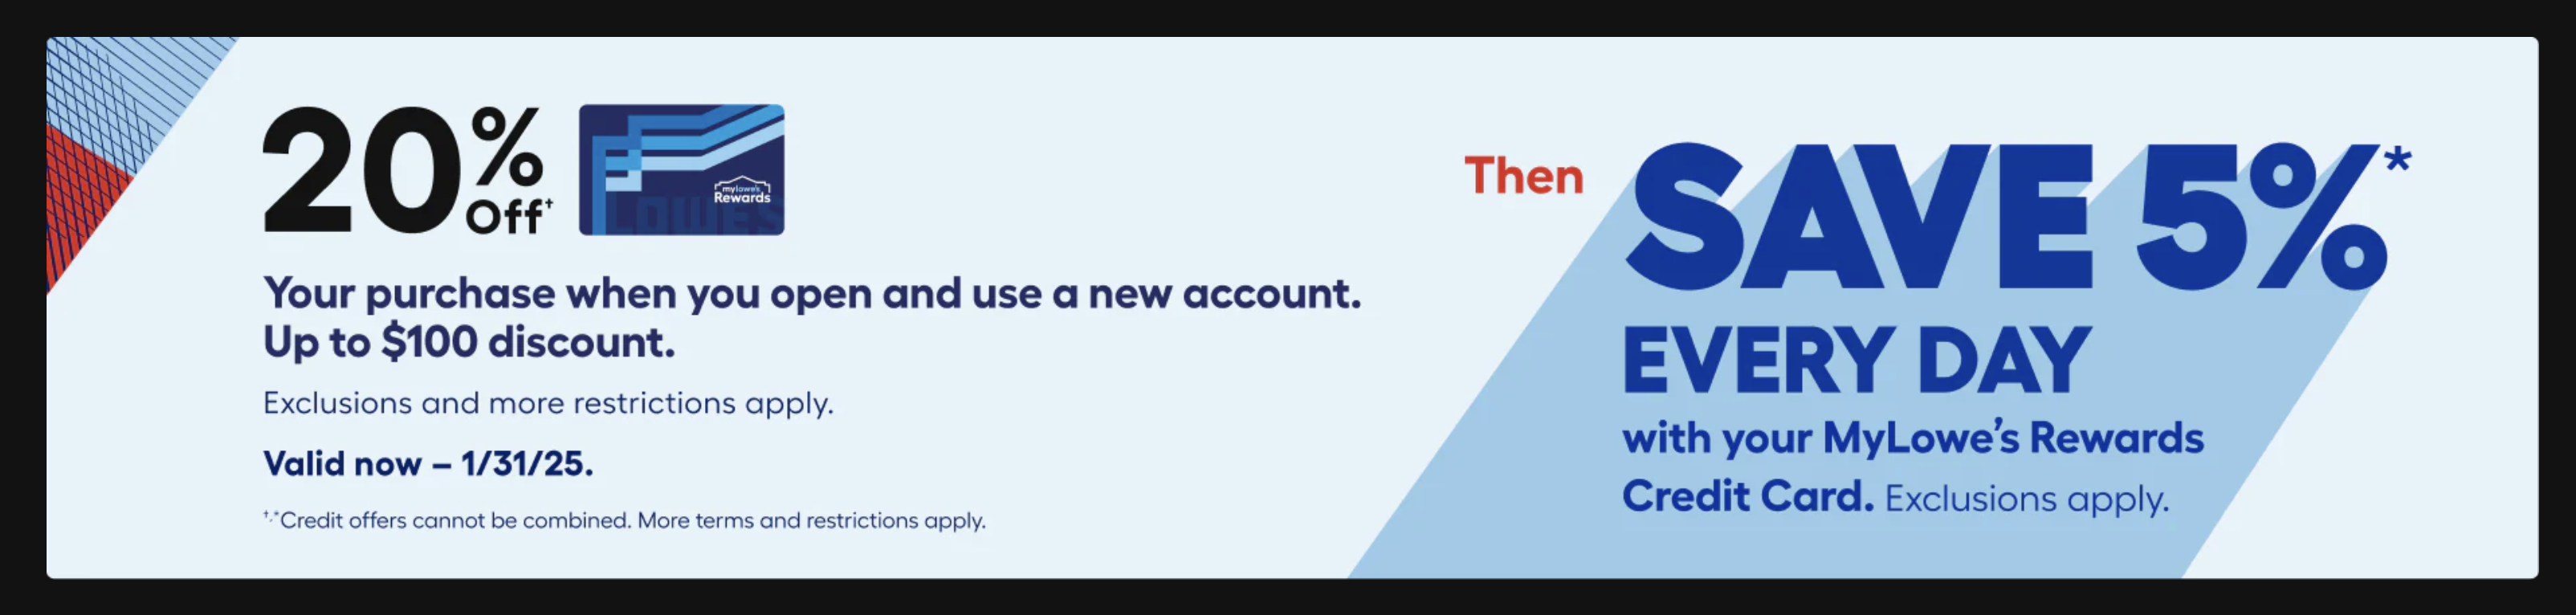 20%
Off†
mylowe's
Rewards
LOWES
Your purchase when you open and use a new account.
Up to $100 discount.
Exclusions and more restrictions apply.
Valid now – 1/31/25.
†,*Credit offers cannot be combined. More terms and restrictions apply.
Then
SAVE 5%*
EVERY DAY
with your MyLowe’s Rewards
Credit Card. Exclusions apply.